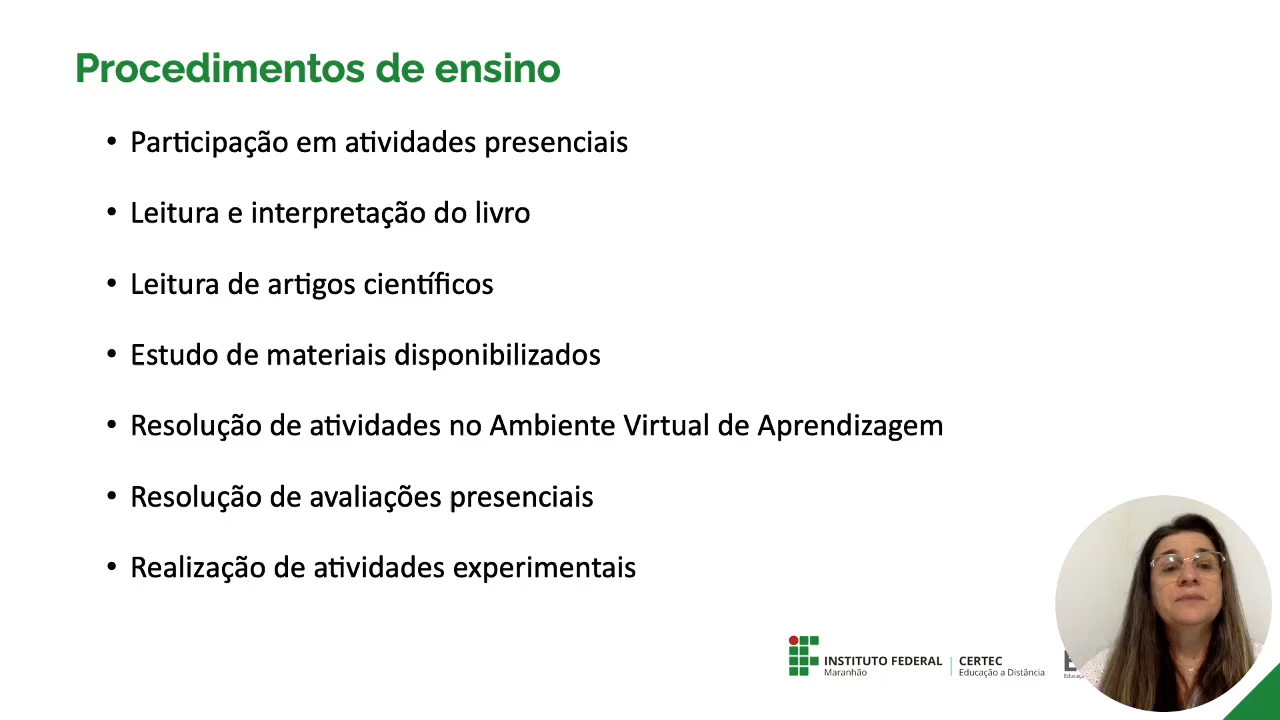 Procedimentos de ensino
• Participação em atividades presenciais
• Leitura e interpretação do livro
• Leitura de artigos científicos
• Estudo de materiais disponibilizados
• Resolução de atividades no Ambiente Virtual de Aprendizagem
• Resolução de avaliações presenciais
• Realização de atividades experimentais
INSTITUTO FEDERAL
Maranhão
CERTEC
Educação a Distância